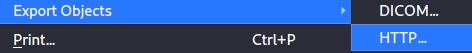 Export Objects DICOM...
Print... Ctrl+P HTTP...